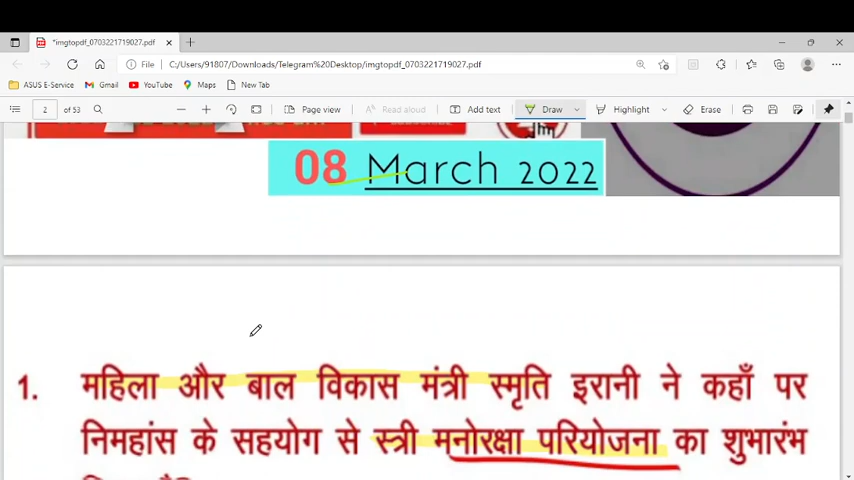 *imgtopdf_0703221719027.pdf
File C:/Users/91807/Downloads/Telegram%20Desktop/imgtopdf_0703221719027.pdf
ASUS E-Service Gmail YouTube Maps New Tab
2 of 53 Page view Read aloud Add text Draw Highlight Erase
08 March 2022
1. महिला और बाल विकास मंत्री स्मृति इरानी ने कहाँ पर
निमहांस के सहयोग से स्त्री मनोरक्षा परियोजना का शुभारंभ